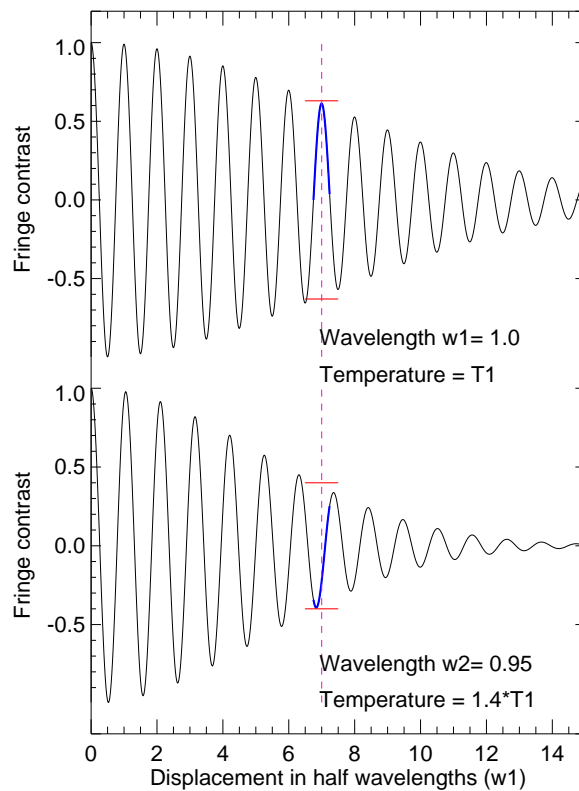 1.0
0.5
0.0
-0.5
Fringe contrast
Wavelength w1= 1.0
Temperature = T1
1.0
0.5
0.0
-0.5
Fringe contrast
Wavelength w2= 0.95
Temperature = 1.4*T1
0 2 4 6 8 10 12 14
Displacement in half wavelengths (w1)